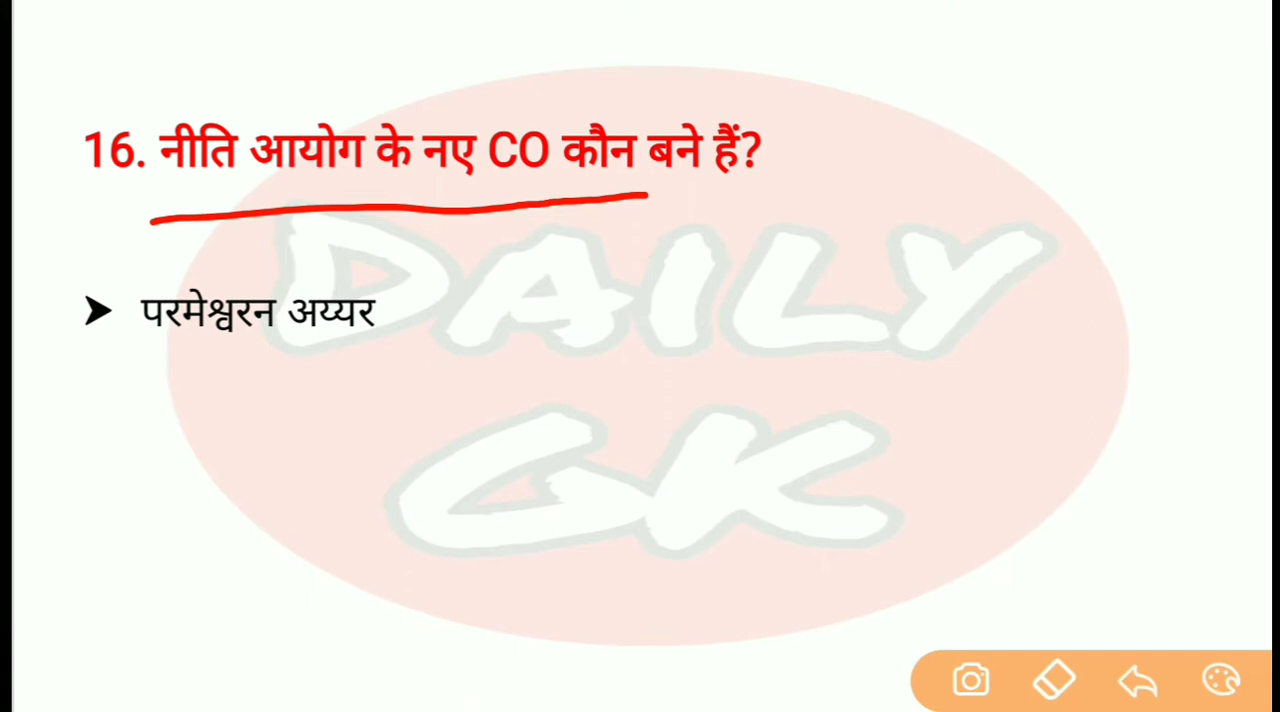 16. नीति आयोग के नए CO कौन बने हैं?
➤ परमेश्वरन अय्यर
DAILY
GK